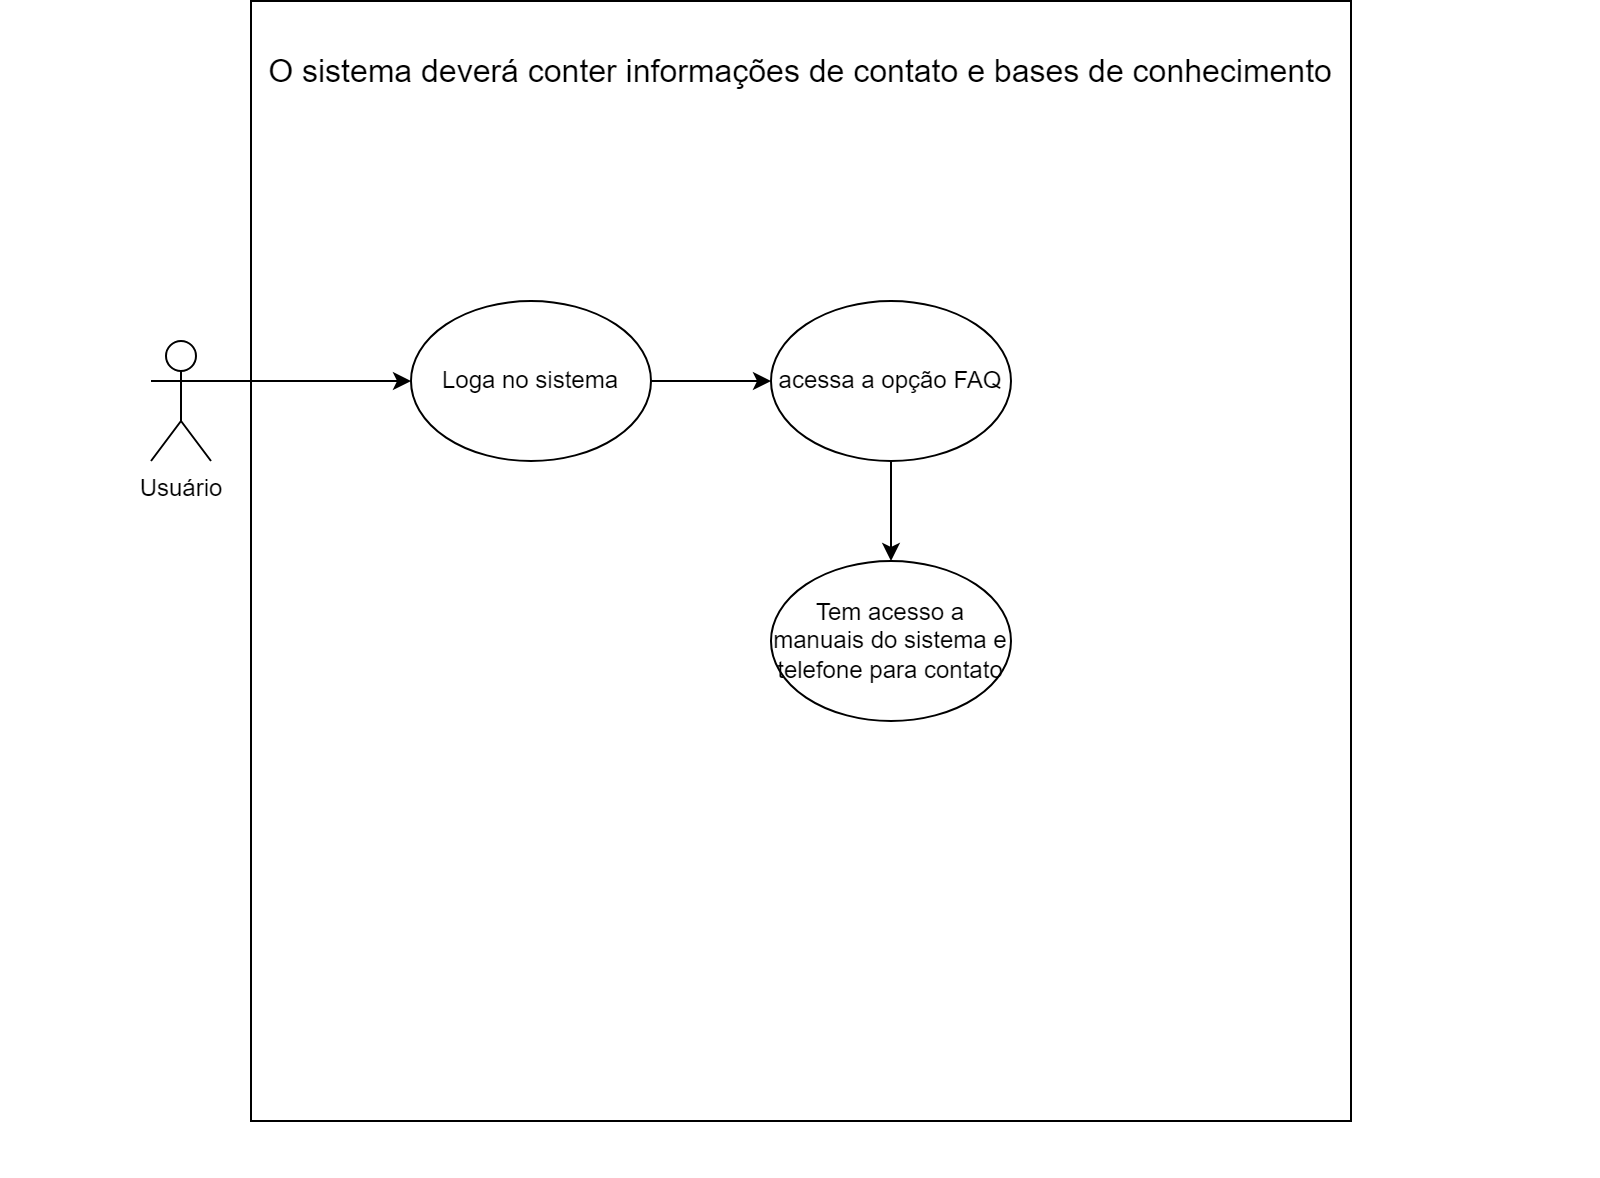 O sistema deverá conter informações de contato e bases de conhecimento
Loga no sistema
acessa a opção FAQ
Usuário
Tem acesso a
manuais do sistema e
telefone para contato